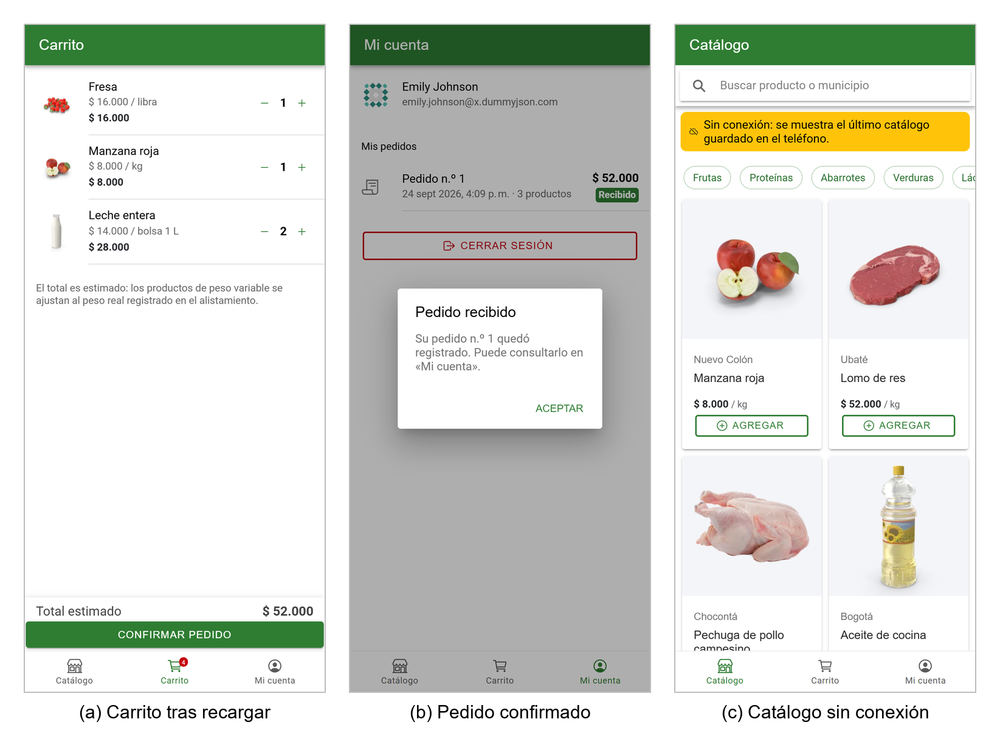 Carrito
Fresa
$ 16.000 / libra
$ 16.000
− 1 +
Manzana roja
$ 8.000 / kg
$ 8.000
− 1 +
Leche entera
$ 14.000 / bolsa 1 L
$ 28.000
− 2 +
El total es estimado: los productos de peso variable se
ajustan al peso real registrado en el alistamiento.
Total estimado $ 52.000
CONFIRMAR PEDIDO
4
Catálogo Carrito Mi cuenta
(a) Carrito tras recargar
Mi cuenta
Emily Johnson
emily.johnson@x.dummyjson.com
Mis pedidos
Pedido n.º 1 $ 52.000
24 sept 2026, 4:09 p. m. · 3 productos Recibido
CERRAR SESIÓN
Pedido recibido
Su pedido n.º 1 quedó
registrado. Puede consultarlo en
«Mi cuenta».
ACEPTAR
Catálogo Carrito Mi cuenta
(b) Pedido confirmado
Catálogo
Buscar producto o municipio
Sin conexión: se muestra el último catálogo
guardado en el teléfono.
Frutas Proteínas Abarrotes Verduras Lác
Nuevo Colón
Manzana roja
$ 8.000 / kg
AGREGAR
Ubaté
Lomo de res
$ 52.000 / kg
AGREGAR
Chocontá
Pechuga de pollo
campesino
Bogotá
Aceite de cocina
Catálogo Carrito Mi cuenta
(c) Catálogo sin conexión